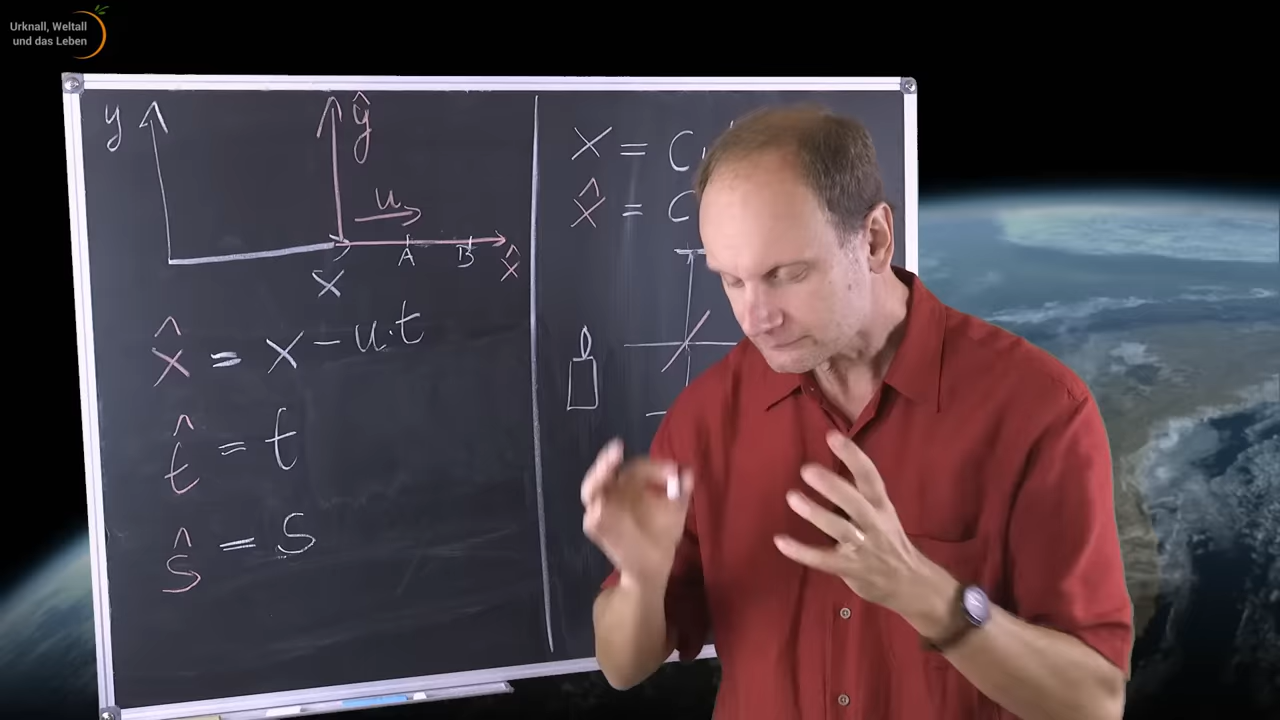 Urknall, Weltall
und das Leben
y ŷ
u
x A B x̂
x̂ = x - u·t
t̂ = t
ŝ = s
x = c
x̂ = c